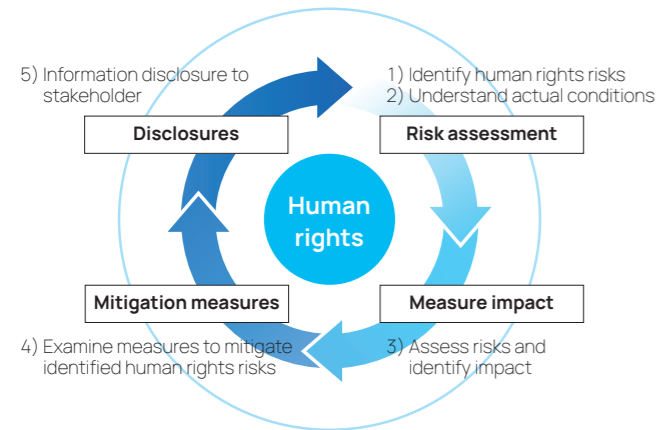 5) Information disclosure to
stakeholder
Disclosures
1) Identify human rights risks
2) Understand actual conditions
Risk assessment
Human
rights
Mitigation measures
4) Examine measures to mitigate
identified human rights risks
Measure impact
3) Assess risks and
identify impact